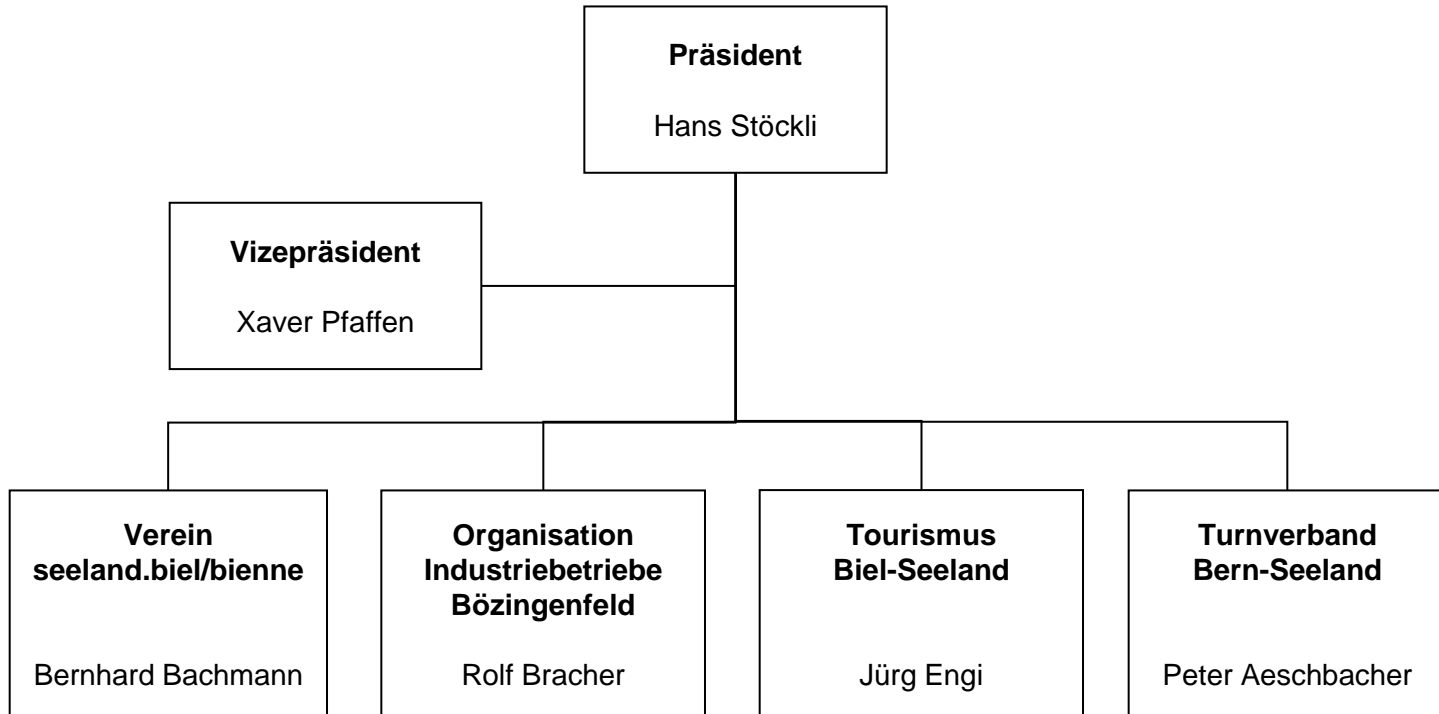 Präsident
Hans Stöckli
Vizepräsident
Xaver Pfaffen
Verein
seeland.biel/bienne
Bernhard Bachmann
Organisation
Industriebetriebe
Bözingenfeld
Rolf Bracher
Tourismus
Biel-Seeland
Jürg Engi
Turnverband
Bern-Seeland
Peter Aeschbacher